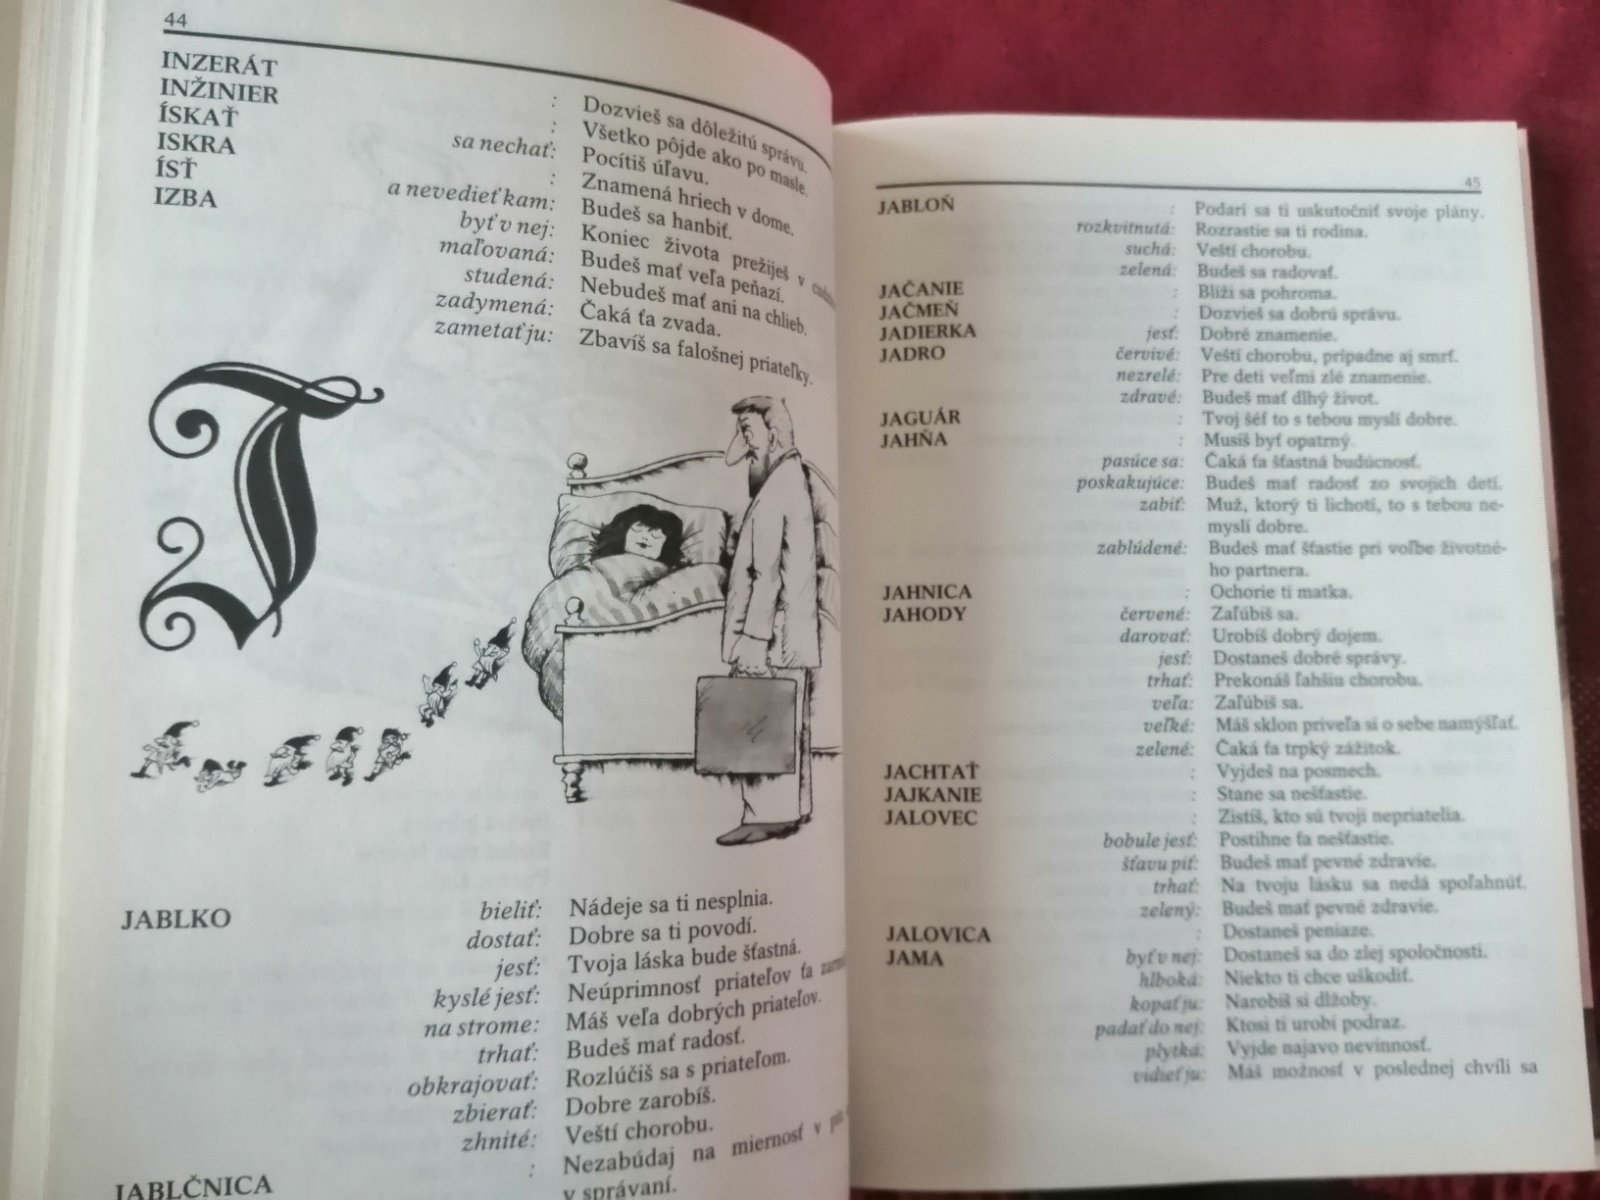 44
INZERÁT : Dozvieš sa dôležitú správu.
INŽINIER : Všetko pôjde ako po masle.
ÍSKAŤ sa nechať: Pocítiš úľavu.
ISKRA : Znamená hriech v dome.
ÍSŤ a nevedieť kam: Budeš sa hanbiť.
IZBA byť v nej: Koniec života prežiješ v
maľovaná: Budeš mať veľa peňazí.
studená: Nebudeš mať ani na chlieb.
zadymená: Čaká ťa zvada.
zametať ju: Zbavíš sa falošnej priateľky.
J
JABLKO bieliť: Nádeje sa ti nesplnia.
dostať: Dobre sa ti povodí.
jesť: Tvoja láska bude šťastná.
kyslé jesť: Neúprimnosť priateľov ťa
na strome: Máš veľa dobrých priateľov.
trhať: Budeš mať radosť.
obkrajovať: Rozlúčiš sa s priateľom.
zbierať: Dobre zarobíš.
zhnité: Veští chorobu.
JABLČNICA : Nezabúdaj na miernosť v
v správaní.
45
JABLOŇ : Podarí sa ti uskutočniť svoje plány.
rozkvitnutá: Rozrastie sa ti rodina.
suchá: Veští chorobu.
zelená: Budeš sa radovať.
JAČANIE : Blíži sa pohroma.
JAČMEŇ : Dozvieš sa dobrú správu.
JADIERKA jesť: Dobré znamenie.
JADRO červivé: Veští chorobu, prípadne aj smrť.
nezrelé: Pre deti veľmi zlé znamenie.
zdravé: Budeš mať dlhý život.
JAGUÁR : Tvoj šéf to s tebou myslí dobre.
JAHŇA : Musíš byť opatrný.
pasúce sa: Čaká ťa šťastná budúcnosť.
poskakujúce: Budeš mať radosť zo svojich detí.
zabiť: Muž, ktorý ti lichotí, to s tebou ne-
myslí dobre.
zablúdené: Budeš mať šťastie pri voľbe životné-
ho partnera.
JAHNICA : Ochorie ti matka.
JAHODY červené: Zaľúbiš sa.
darovať: Urobíš dobrý dojem.
jesť: Dostaneš dobré správy.
trhať: Prekonáš ľahšiu chorobu.
veľa: Zaľúbiš sa.
veľké: Máš sklon priveľa si o sebe namýšľať.
zelené: Čaká ťa trpký zážitok.
JACHTAŤ : Vyjdeš na posmech.
JAJKANIE : Stane sa nešťastie.
JALOVEC : Zistíš, kto sú tvoji nepriatelia.
bobule jesť: Postihne ťa nešťastie.
šťavu piť: Budeš mať pevné zdravie.
trhať: Na tvoju lásku sa nedá spoľahnúť.
zelený: Budeš mať pevné zdravie.
JALOVICA : Dostaneš peniaze.
JAMA byť v nej: Dostaneš sa do zlej spoločnosti.
hlboká: Niekto ti chce uškodiť.
kopať ju: Narobíš si dlžoby.
padať do nej: Ktosi ti urobí podraz.
plytká: Vyjde najavo nevinnosť.
vidieť ju: Máš možnosť v poslednej chvíli sa